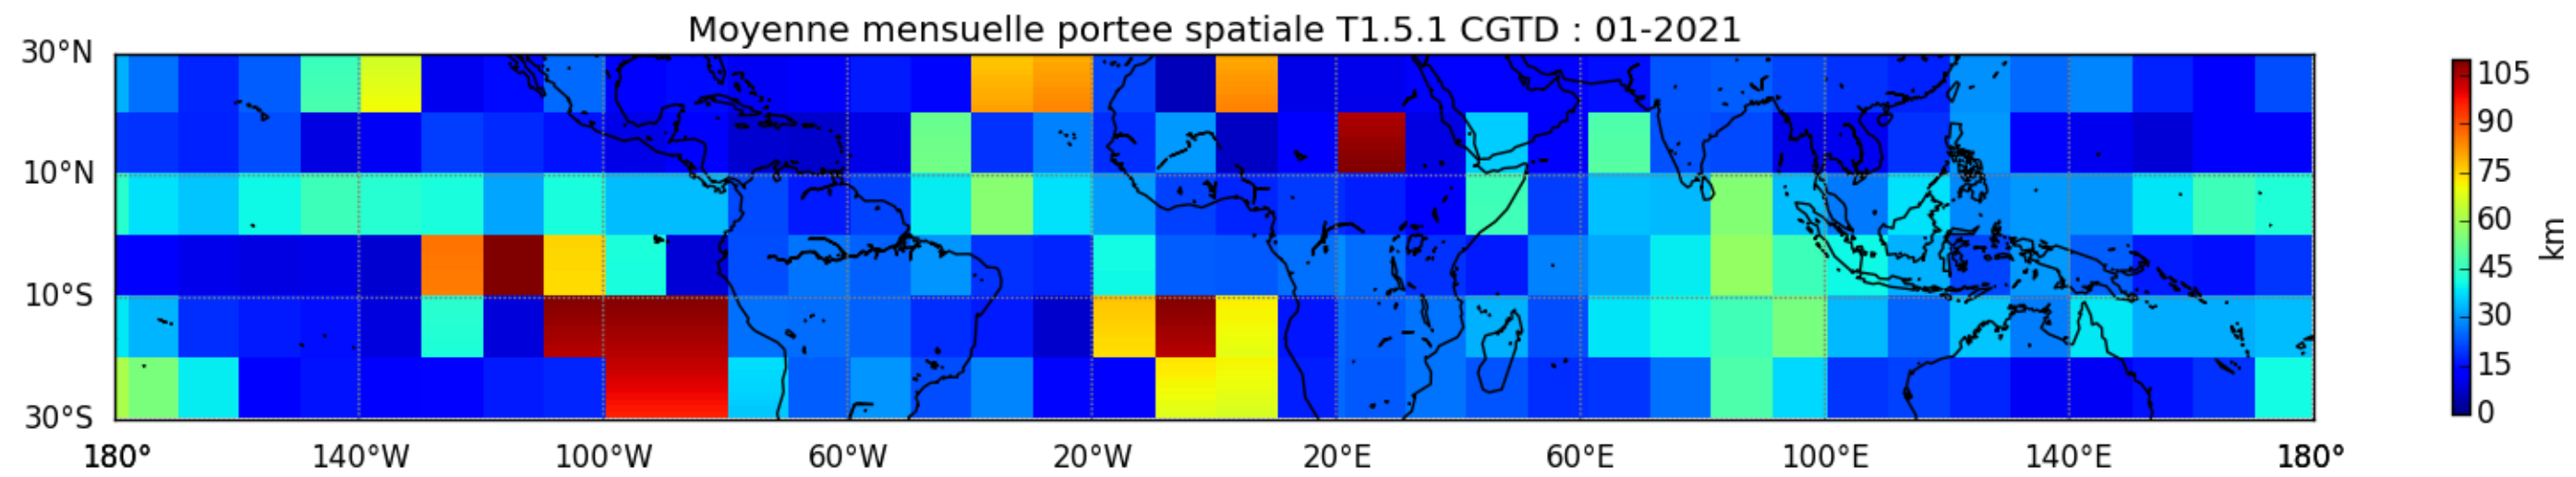 Moyenne mensuelle portee spatiale T1.5.1 CGTD : 01-2021
30°N
10°N
10°S
30°S
180° 140°W 100°W 60°W 20°W 20°E 60°E 100°E 140°E 180°
105
90
75
60
45
30
15
0
km